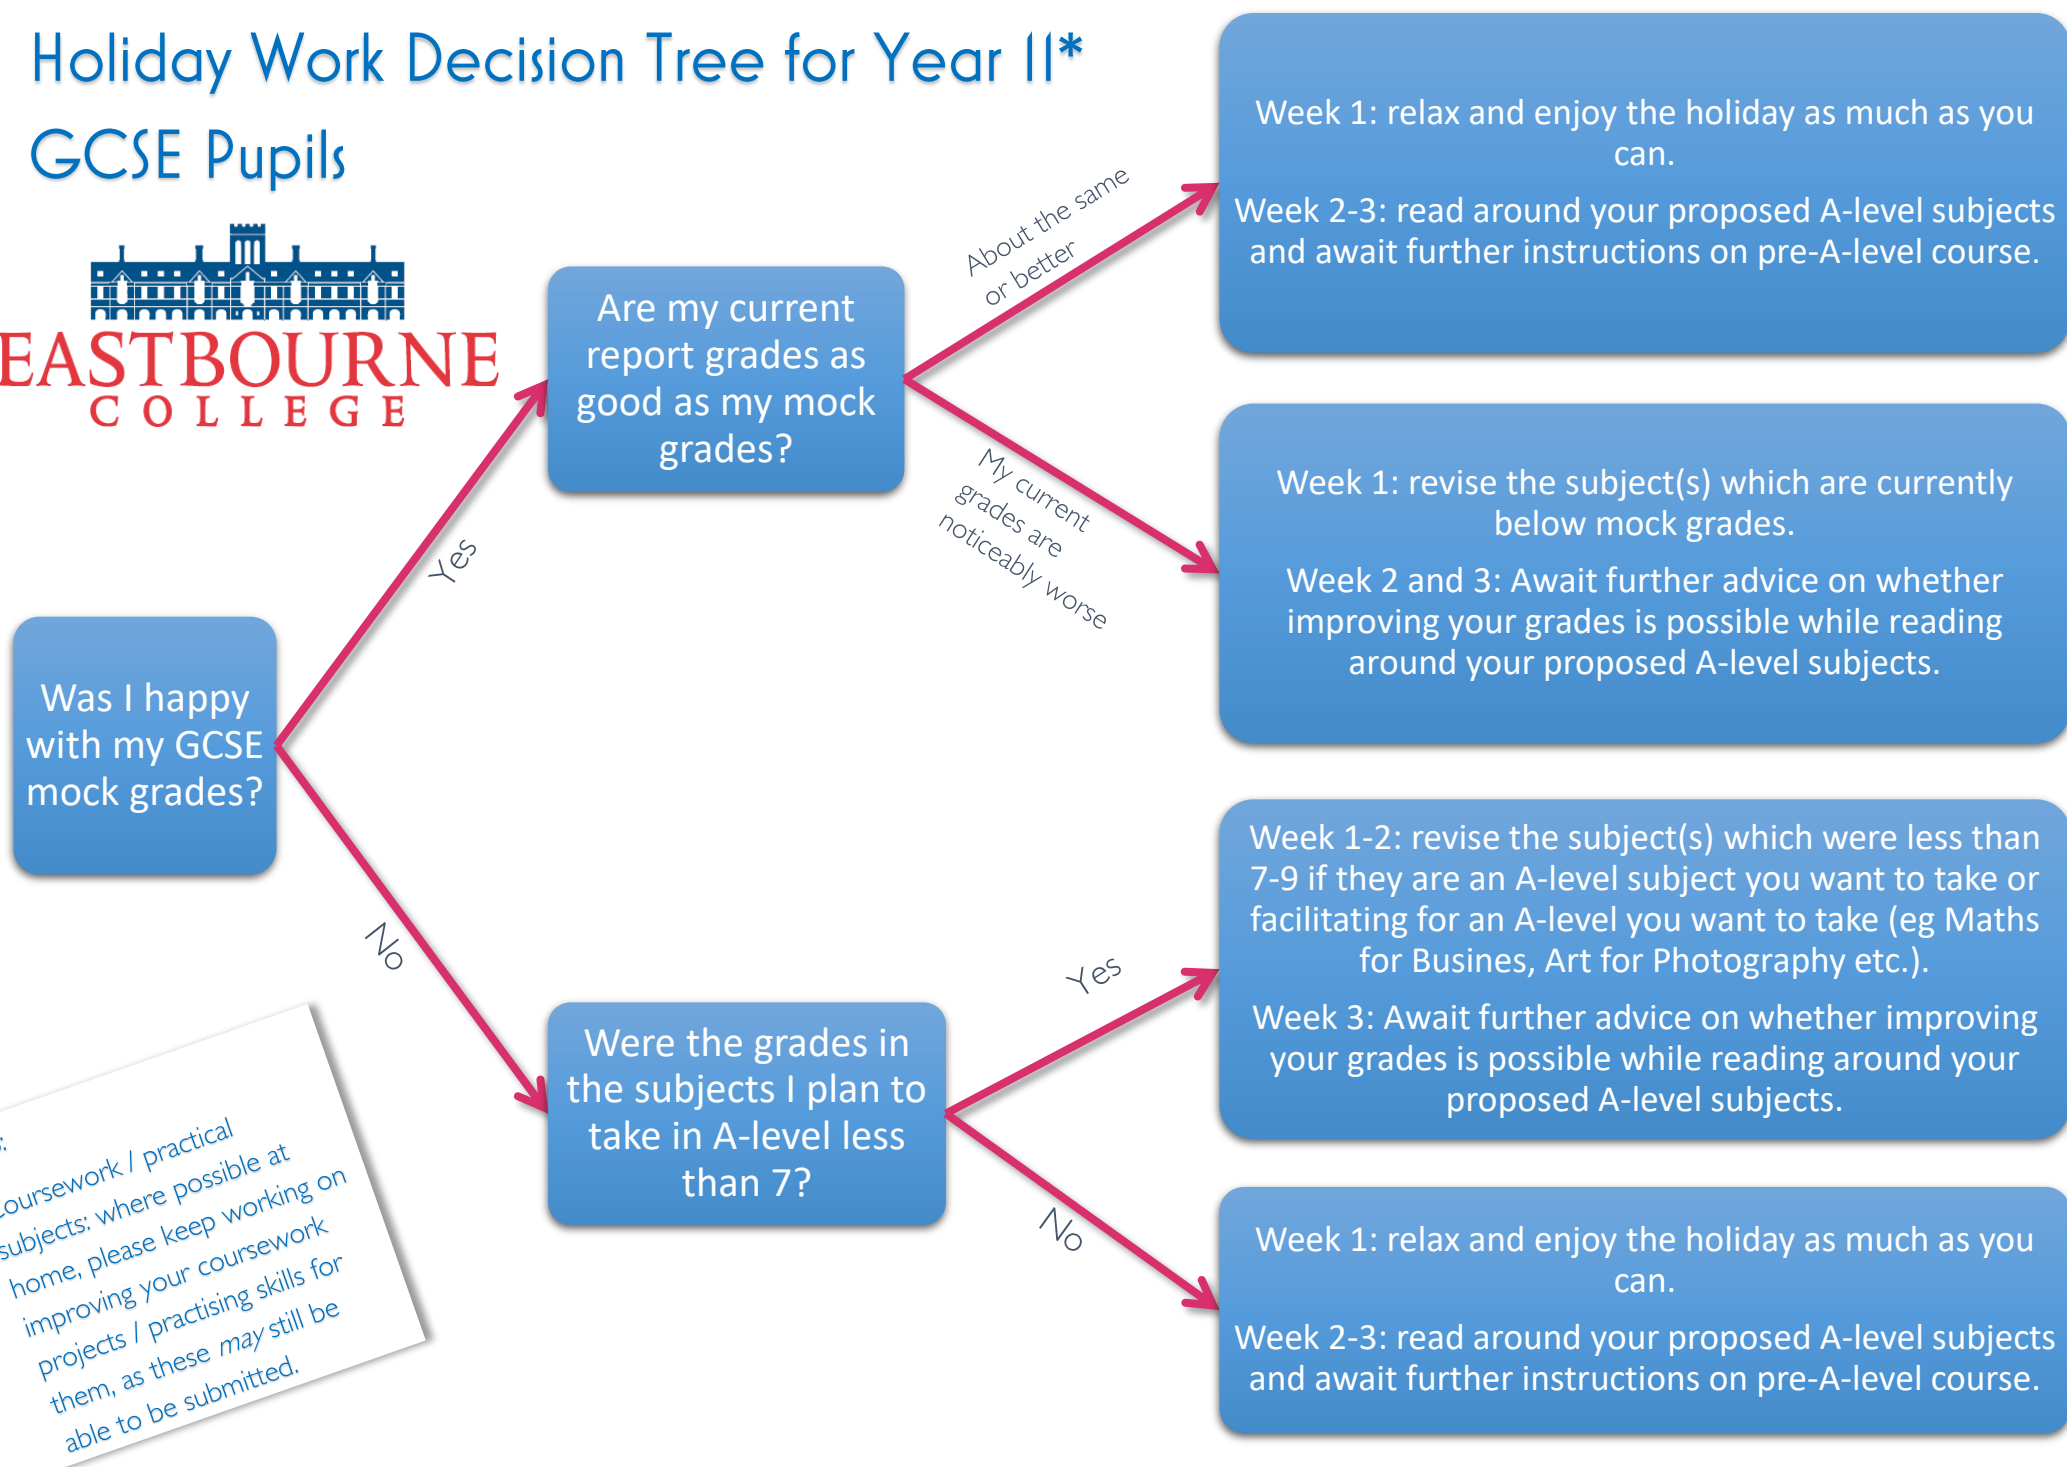 Holiday Work Decision Tree for Year 11*
GCSE Pupils
EASTBOURNE
COLLEGE
Was I happy
with my GCSE
mock grades?
Yes
Are my current
report grades as
good as my mock
grades?
About the same
or better
Week 1: relax and enjoy the holiday as much as you
can.
Week 2-3: read around your proposed A-level subjects
and await further instructions on pre-A-level course.
My current
grades are
noticeably worse
Week 1: revise the subject(s) which are currently
below mock grades.
Week 2 and 3: Await further advice on whether
improving your grades is possible while reading
around your proposed A-level subjects.
No
Were the grades in
the subjects I plan to
take in A-level less
than 7?
Yes
Week 1-2: revise the subject(s) which were less than
7-9 if they are an A-level subject you want to take or
facilitating for an A-level you want to take (eg Maths
for Busines, Art for Photography etc.).
Week 3: Await further advice on whether improving
your grades is possible while reading around your
proposed A-level subjects.
No
Week 1: relax and enjoy the holiday as much as you
can.
Week 2-3: read around your proposed A-level subjects
and await further instructions on pre-A-level course.
coursework / practical
subjects: where possible at
home, please keep working on
improving your coursework
projects / practising skills for
them, as these may still be
able to be submitted.